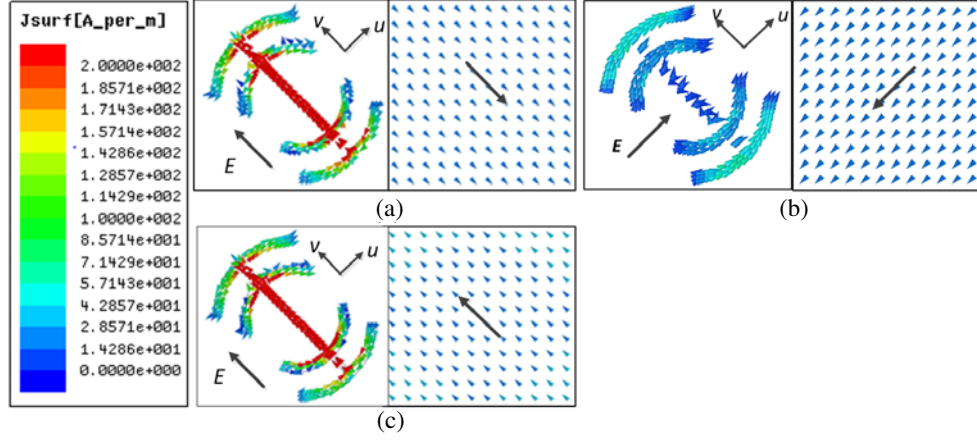 Jsurf[A_per_m]
2.0000e+002
1.8571e+002
1.7143e+002
1.5714e+002
1.4286e+002
1.2857e+002
1.1429e+002
1.0000e+002
8.5714e+001
7.1429e+001
5.7143e+001
4.2857e+001
2.8571e+001
1.4286e+001
0.0000e+000
v u
E
(a)
v u
E
(b)
v u
E
(c)